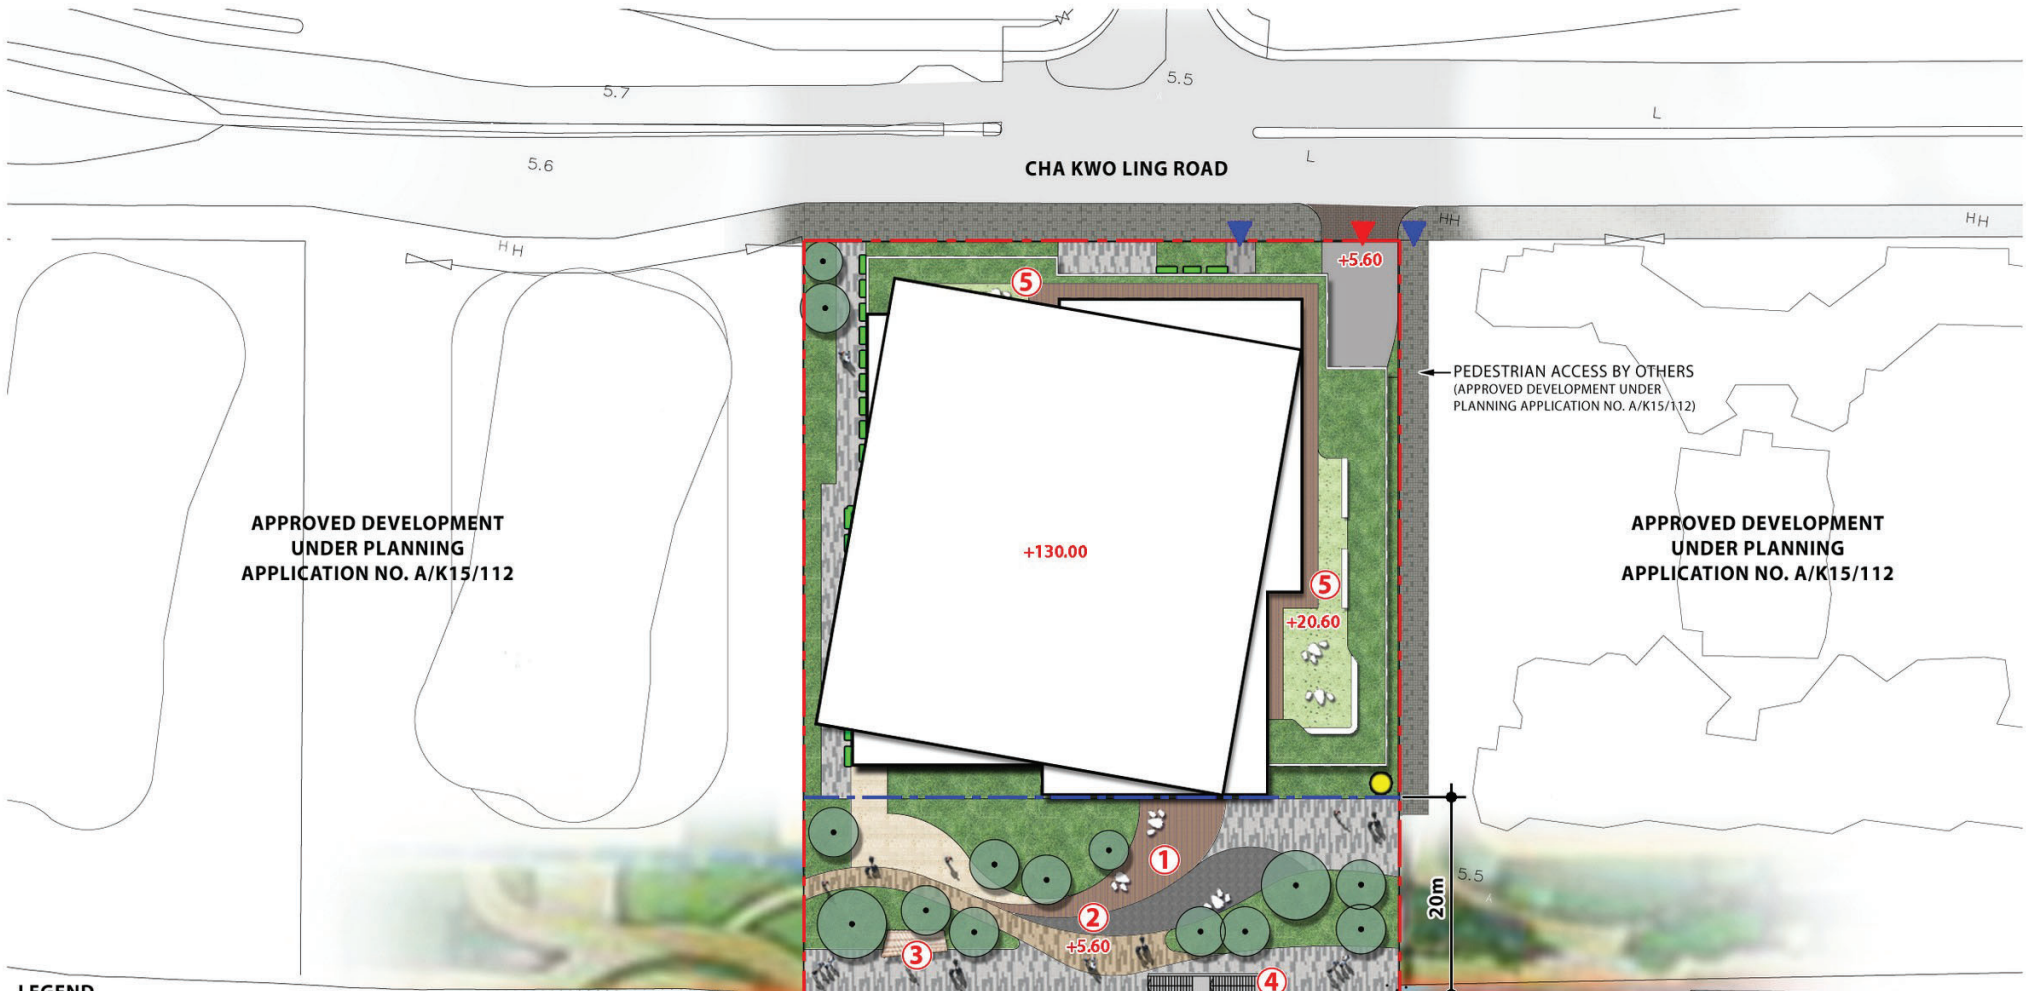 5.7
5.5
L
5.6
CHA KWO LING ROAD
L
HH
HH
HH
+5.60
5
PEDESTRIAN ACCESS BY OTHERS
(APPROVED DEVELOPMENT UNDER
PLANNING APPLICATION NO. A/K15/112)
APPROVED DEVELOPMENT
UNDER PLANNING
APPLICATION NO. A/K15/112
+130.00
APPROVED DEVELOPMENT
UNDER PLANNING
APPLICATION NO. A/K15/112
5
+20.60
1
5.5
20m
2
+5.60
3
4
LEGEND